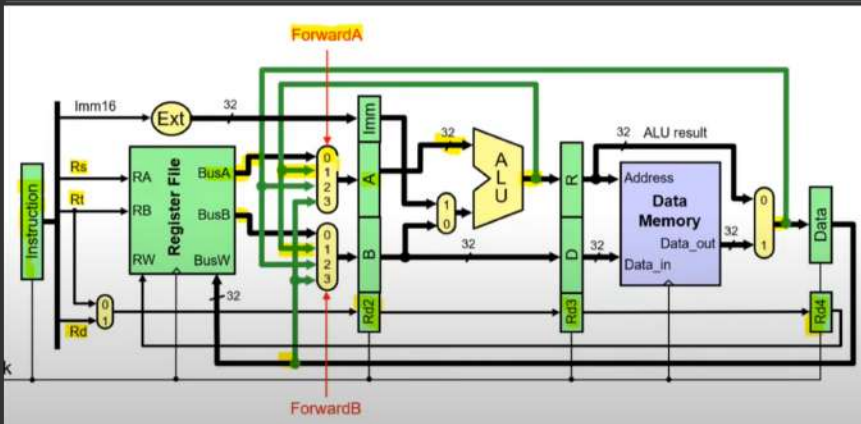 ForwardA
Imm16
Ext
32
Imm
Rs
Rt
Rd
Instruction
RA
RB
RW
Register File
BusA
BusB
BusW
32
0
1
0
1
2
3
0
1
2
3
A
B
Rd2
32
1
0
32
ALU
R
D
Rd3
32
ALU result
32
Address
Data Memory
Data_out
Data_in
32
0
1
Data
Rd4
k
ForwardB